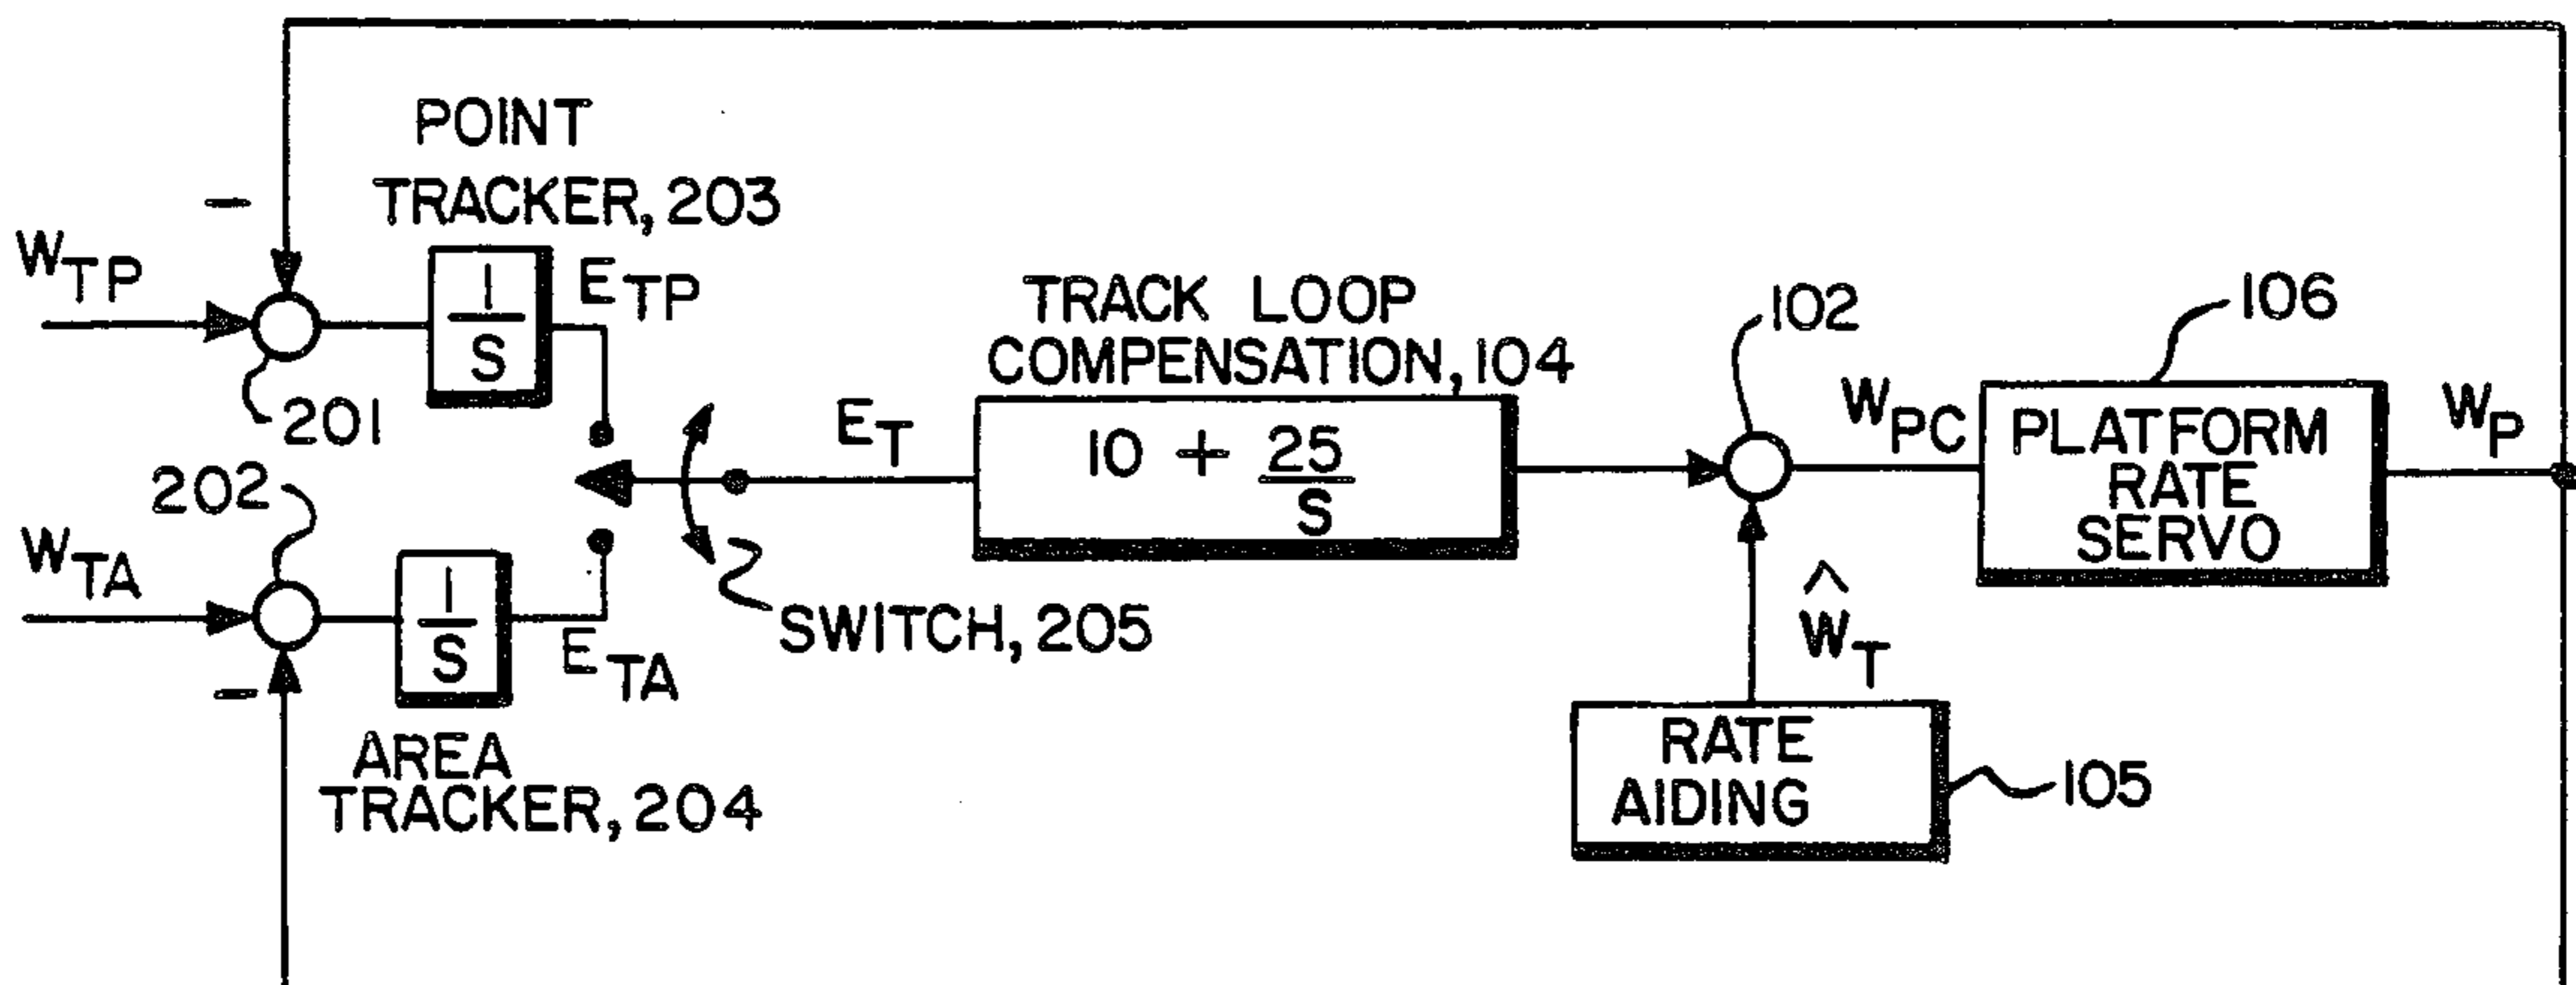 POINT
TRACKER, 203
-
W_TP
1/S
E_TP
201
202
W_TA
-
1/S
E_TA
AREA
TRACKER, 204
SWITCH, 205
E_T
TRACK LOOP
COMPENSATION, 104
10 + 25/S
102
W_PC
106
PLATFORM
RATE
SERVO
W_P
Ŵ_T
RATE
AIDING
105